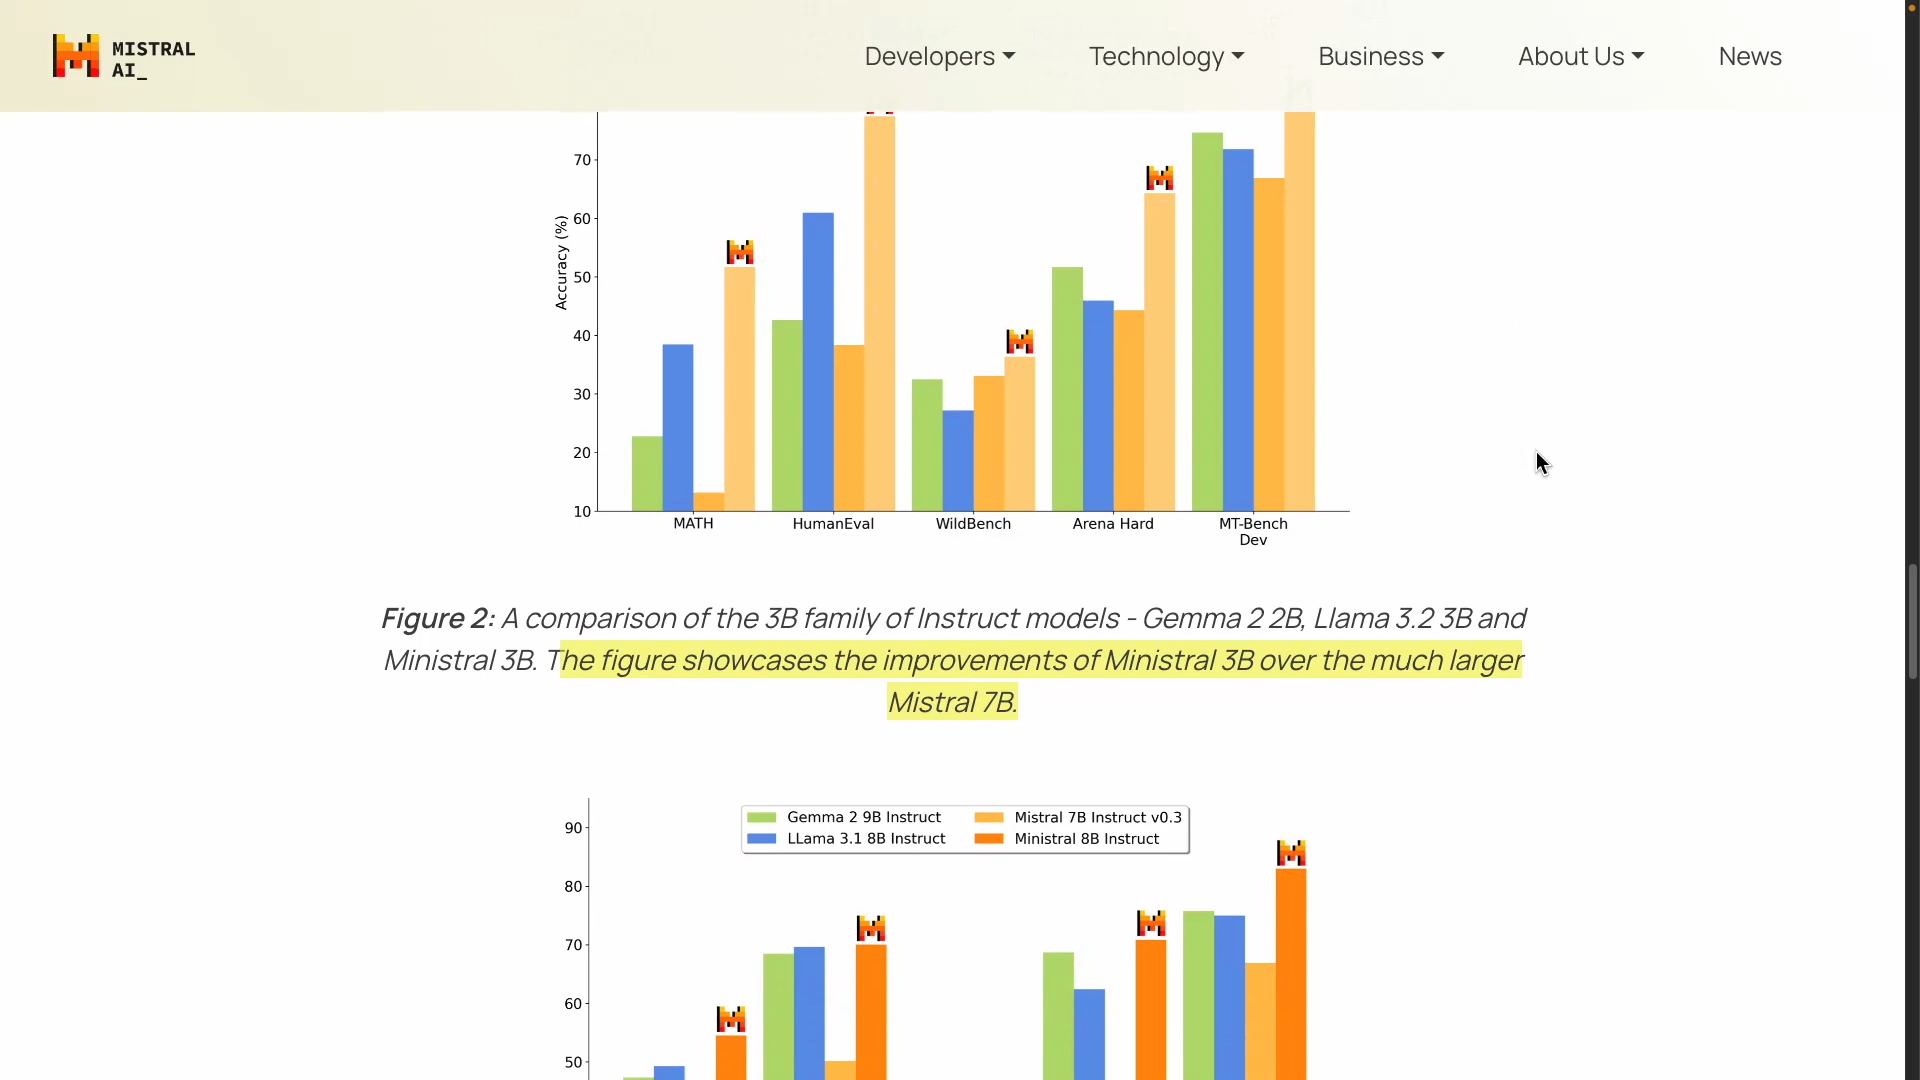 MISTRAL
AI_
Developers
Technology
Business
About Us
News
Accuracy (%)
70
60
50
40
30
20
10
MATH
HumanEval
WildBench
Arena Hard
MT-Bench
Dev
Figure 2: A comparison of the 3B family of Instruct models - Gemma 2 2B, Llama 3.2 3B and
Ministral 3B. The figure showcases the improvements of Ministral 3B over the much larger
Mistral 7B.
Gemma 2 9B Instruct
Mistral 7B Instruct v0.3
LLama 3.1 8B Instruct
Ministral 8B Instruct
90
80
70
60
50